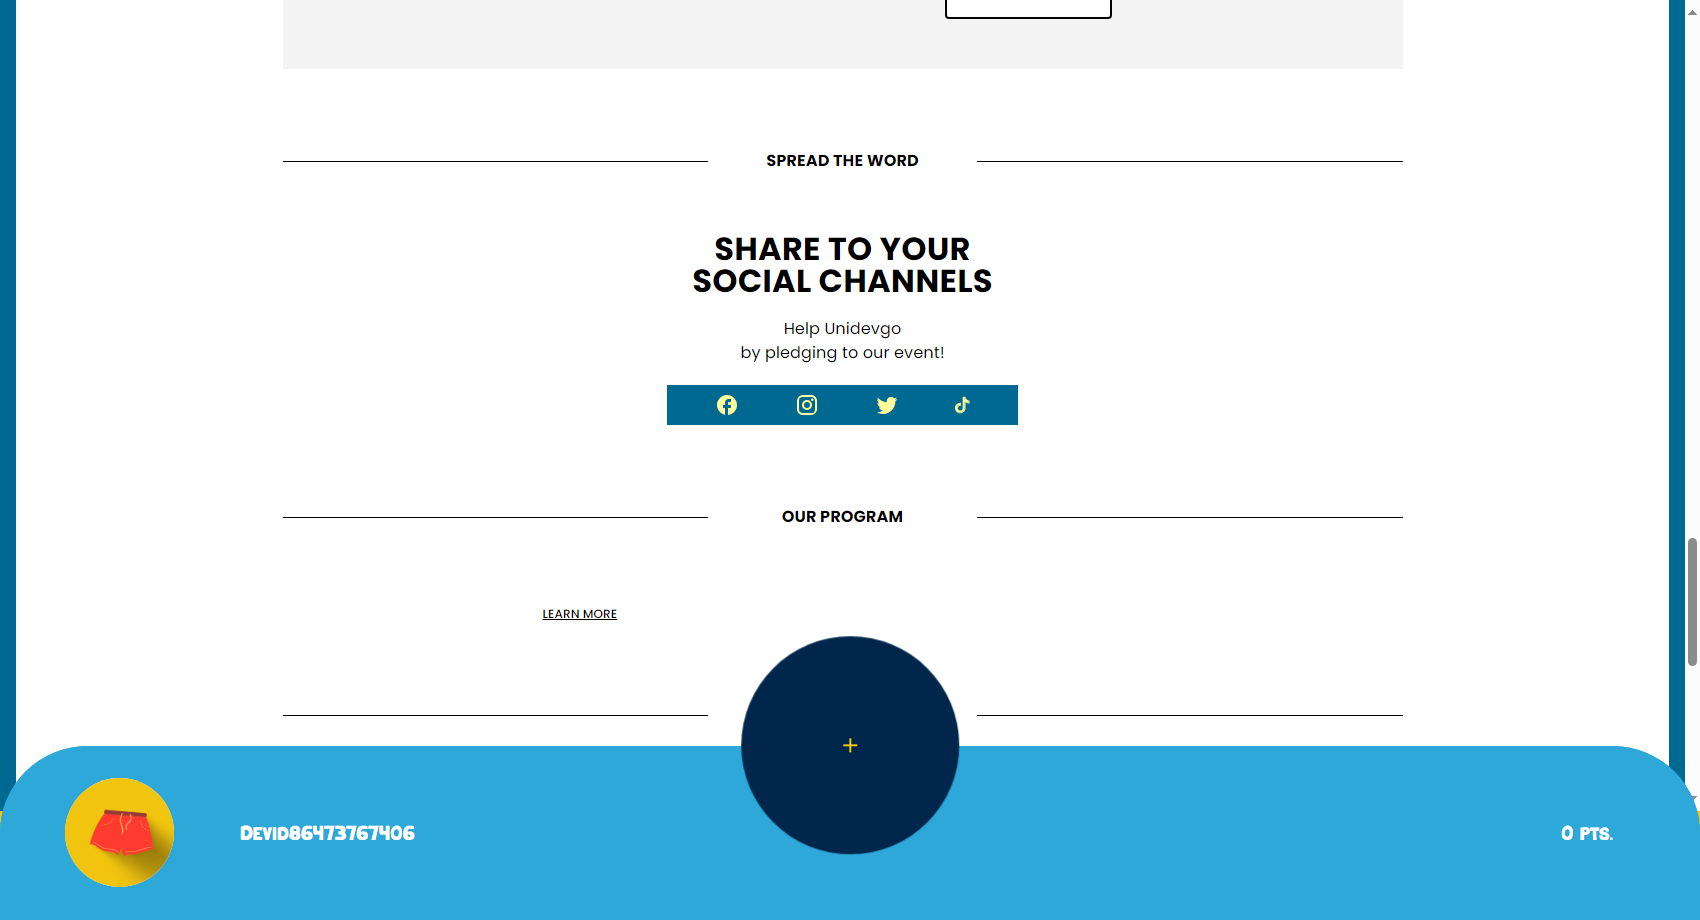 SPREAD THE WORD
SHARE TO YOUR
SOCIAL CHANNELS
Help Unidevgo
by pledging to our event!
OUR PROGRAM
LEARN MORE
+
Devid86473767406
0 pts.